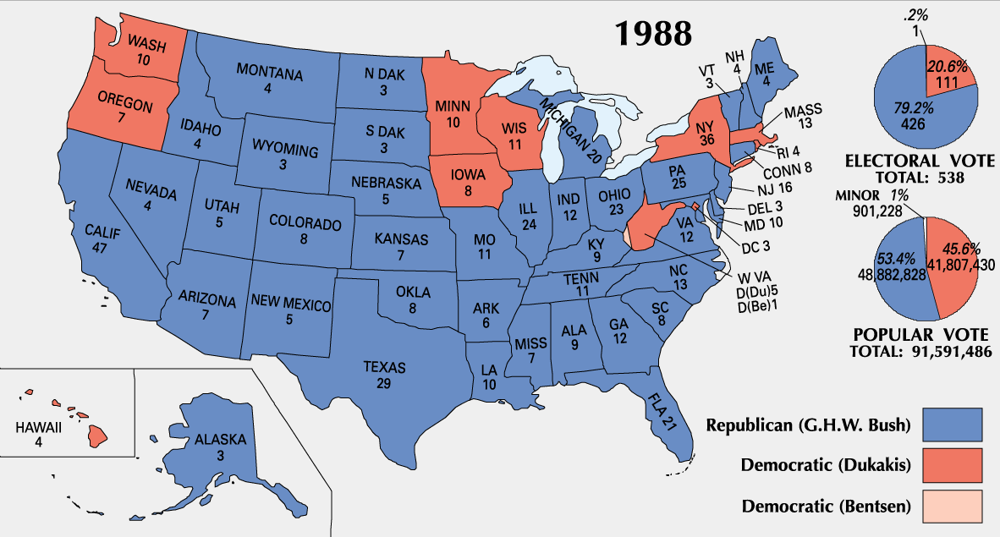 1988
WASH
10
OREGON
7
MONTANA
4
IDAHO
4
WYOMING
3
N DAK
3
S DAK
3
NEBRASKA
5
KANSAS
7
NEVADA
4
UTAH
5
COLORADO
8
CALIF
47
ARIZONA
7
NEW MEXICO
5
OKLA
8
TEXAS
29
MINN
10
IOWA
8
WIS
11
MICHIGAN 20
ILL
24
IND
12
OHIO
23
MO
11
ARK
6
LA
10
KY
9
TENN
11
MISS
7
ALA
9
GA
12
FLA 21
SC
8
NC
13
VA
12
W VA
D(Du)5
D(Be)1
PA
25
NY
36
VT
3
NH
4
ME
4
MASS
13
RI 4
CONN 8
NJ 16
DEL 3
MD 10
DC 3
HAWAII
4
ALASKA
3
.2%
1
20.6%
111
79.2%
426
ELECTORAL VOTE
TOTAL: 538
MINOR 1%
901,228
53.4%
48,882,828
45.6%
41,807,430
POPULAR VOTE
TOTAL: 91,591,486
Republican (G.H.W. Bush)
Democratic (Dukakis)
Democratic (Bentsen)